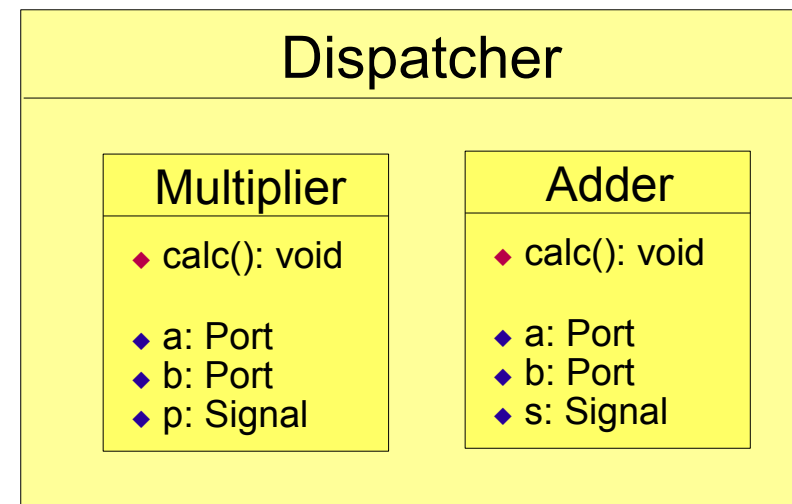 Dispatcher
Multiplier
calc(): void
a: Port
b: Port
p: Signal
Adder
calc(): void
a: Port
b: Port
s: Signal